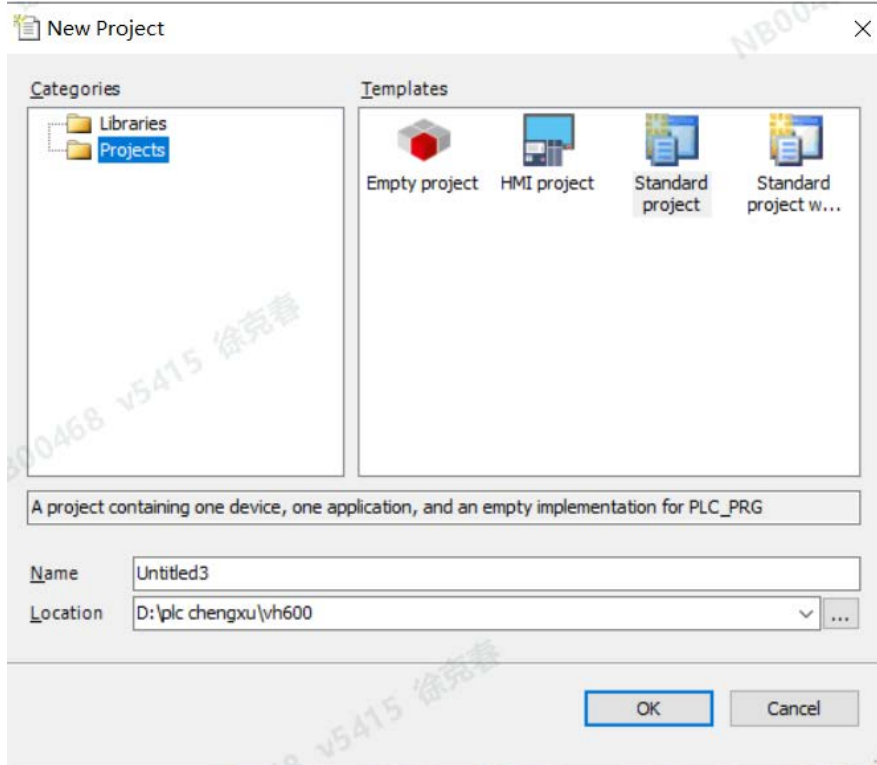 New Project
NB004
Categories
Templates
Libraries
Projects
Empty project
HMI project
Standard
project
Standard
project w...
B00468 v5415 徐克春
A project containing one device, one application, and an empty implementation for PLC_PRG
Name
Untitled3
Location
D:\plc chengxu\vh600
...
OK
Cancel
8 v5415 徐克春